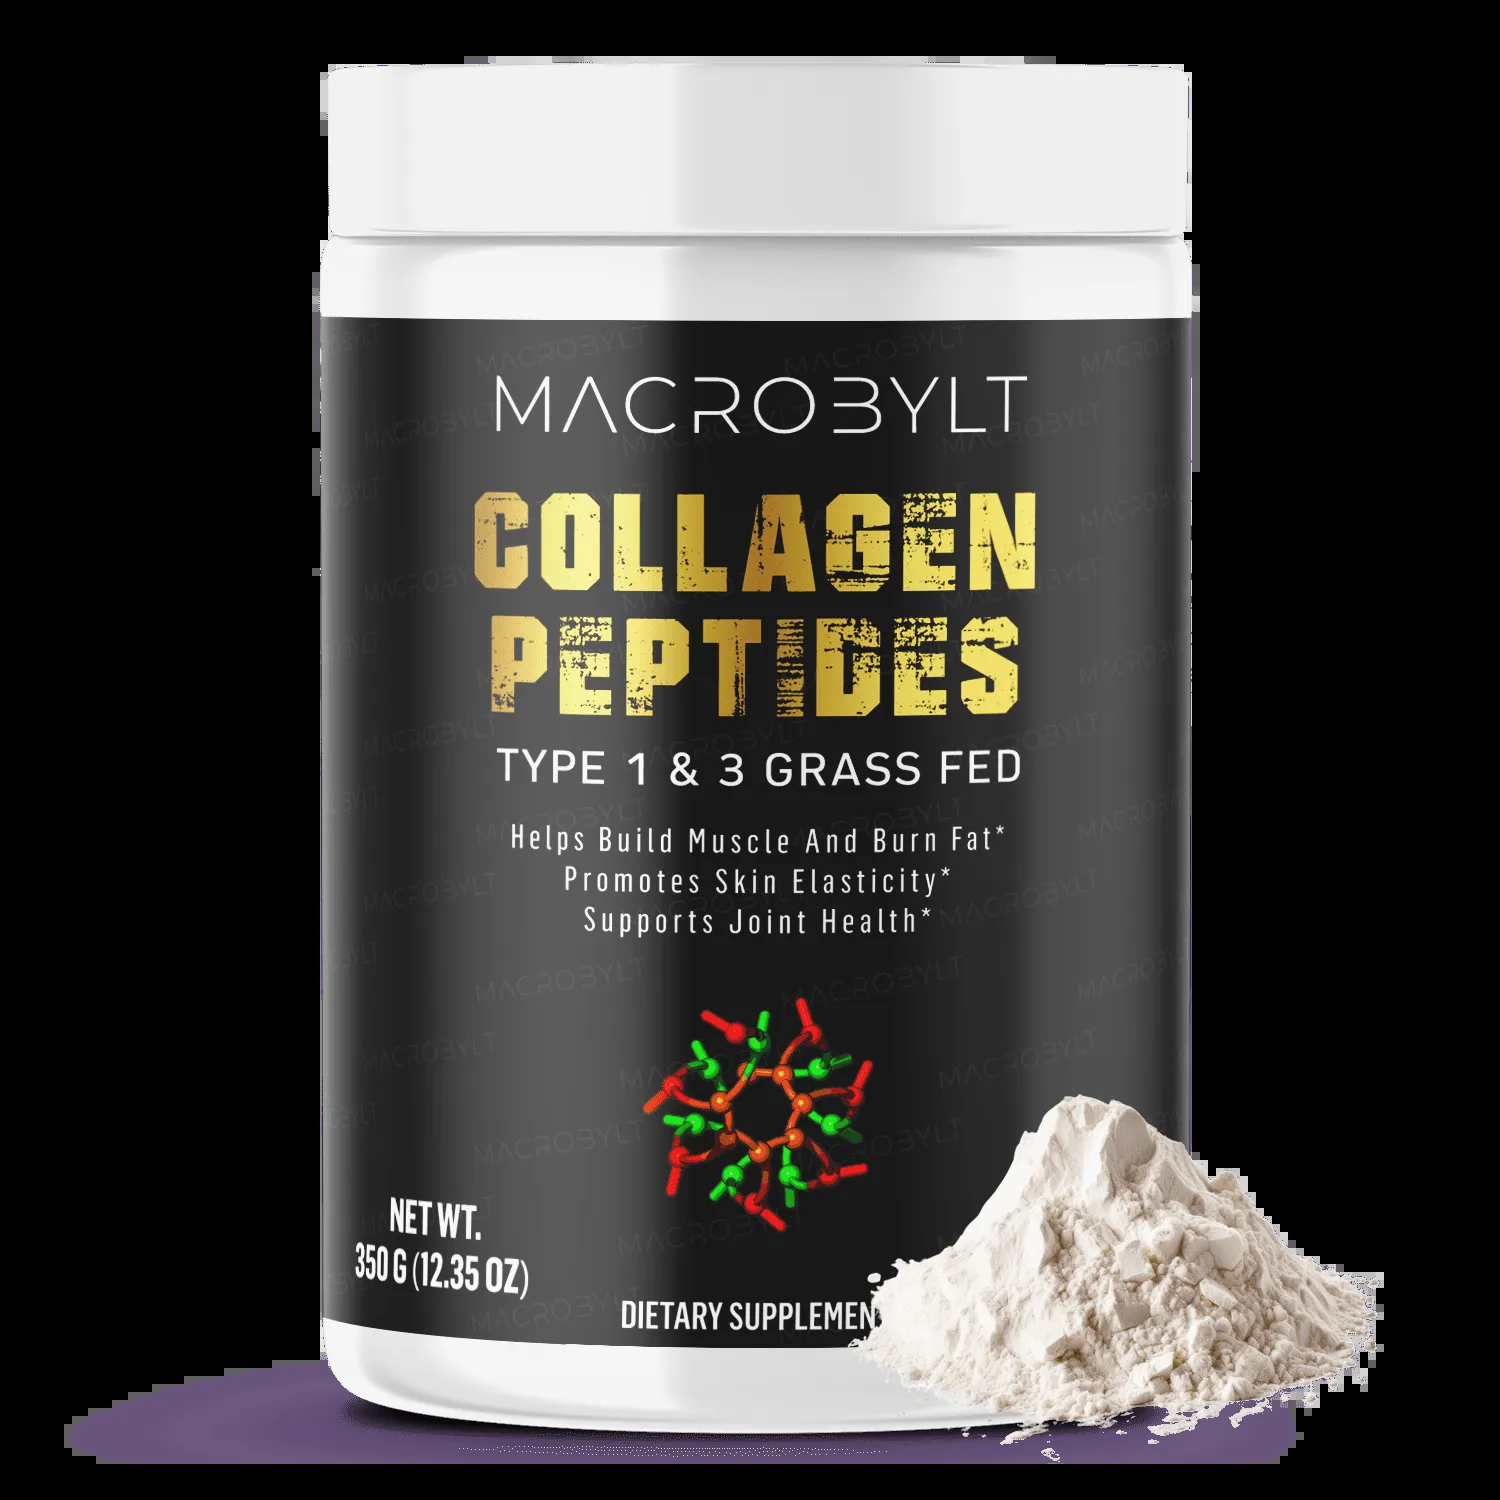 MACROBYLT
COLLAGEN
PEPTIDES
TYPE 1 & 3 GRASS FED
Helps Build Muscle And Burn Fat*
Promotes Skin Elasticity*
Supports Joint Health*
NET WT.
350 G (12.35 OZ)
DIETARY SUPPLEMEN